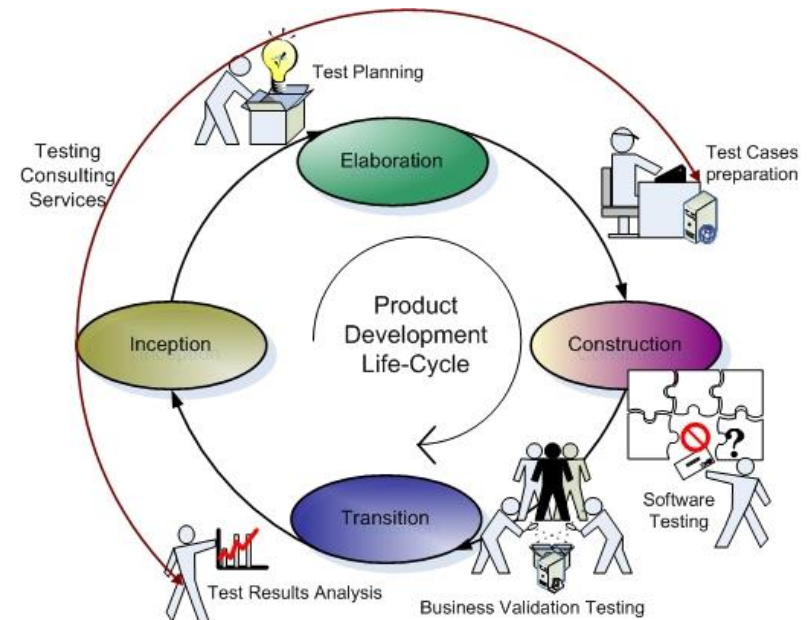 Test Planning
Elaboration
Testing
Consulting
Services
Test Cases
preparation
Product
Development
Life-Cycle
Inception
Construction
?
Software
Testing
Transition
Test Results Analysis
Business Validation Testing